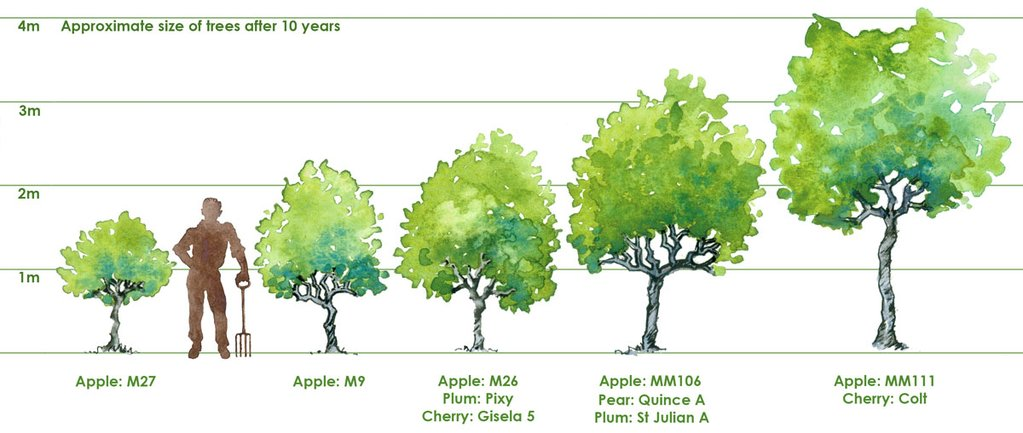 4m Approximate size of trees after 10 years
3m
2m
1m
Apple: M27
Apple: M9
Apple: M26
Plum: Pixy
Cherry: Gisela 5
Apple: MM106
Pear: Quince A
Plum: St Julian A
Apple: MM111
Cherry: Colt